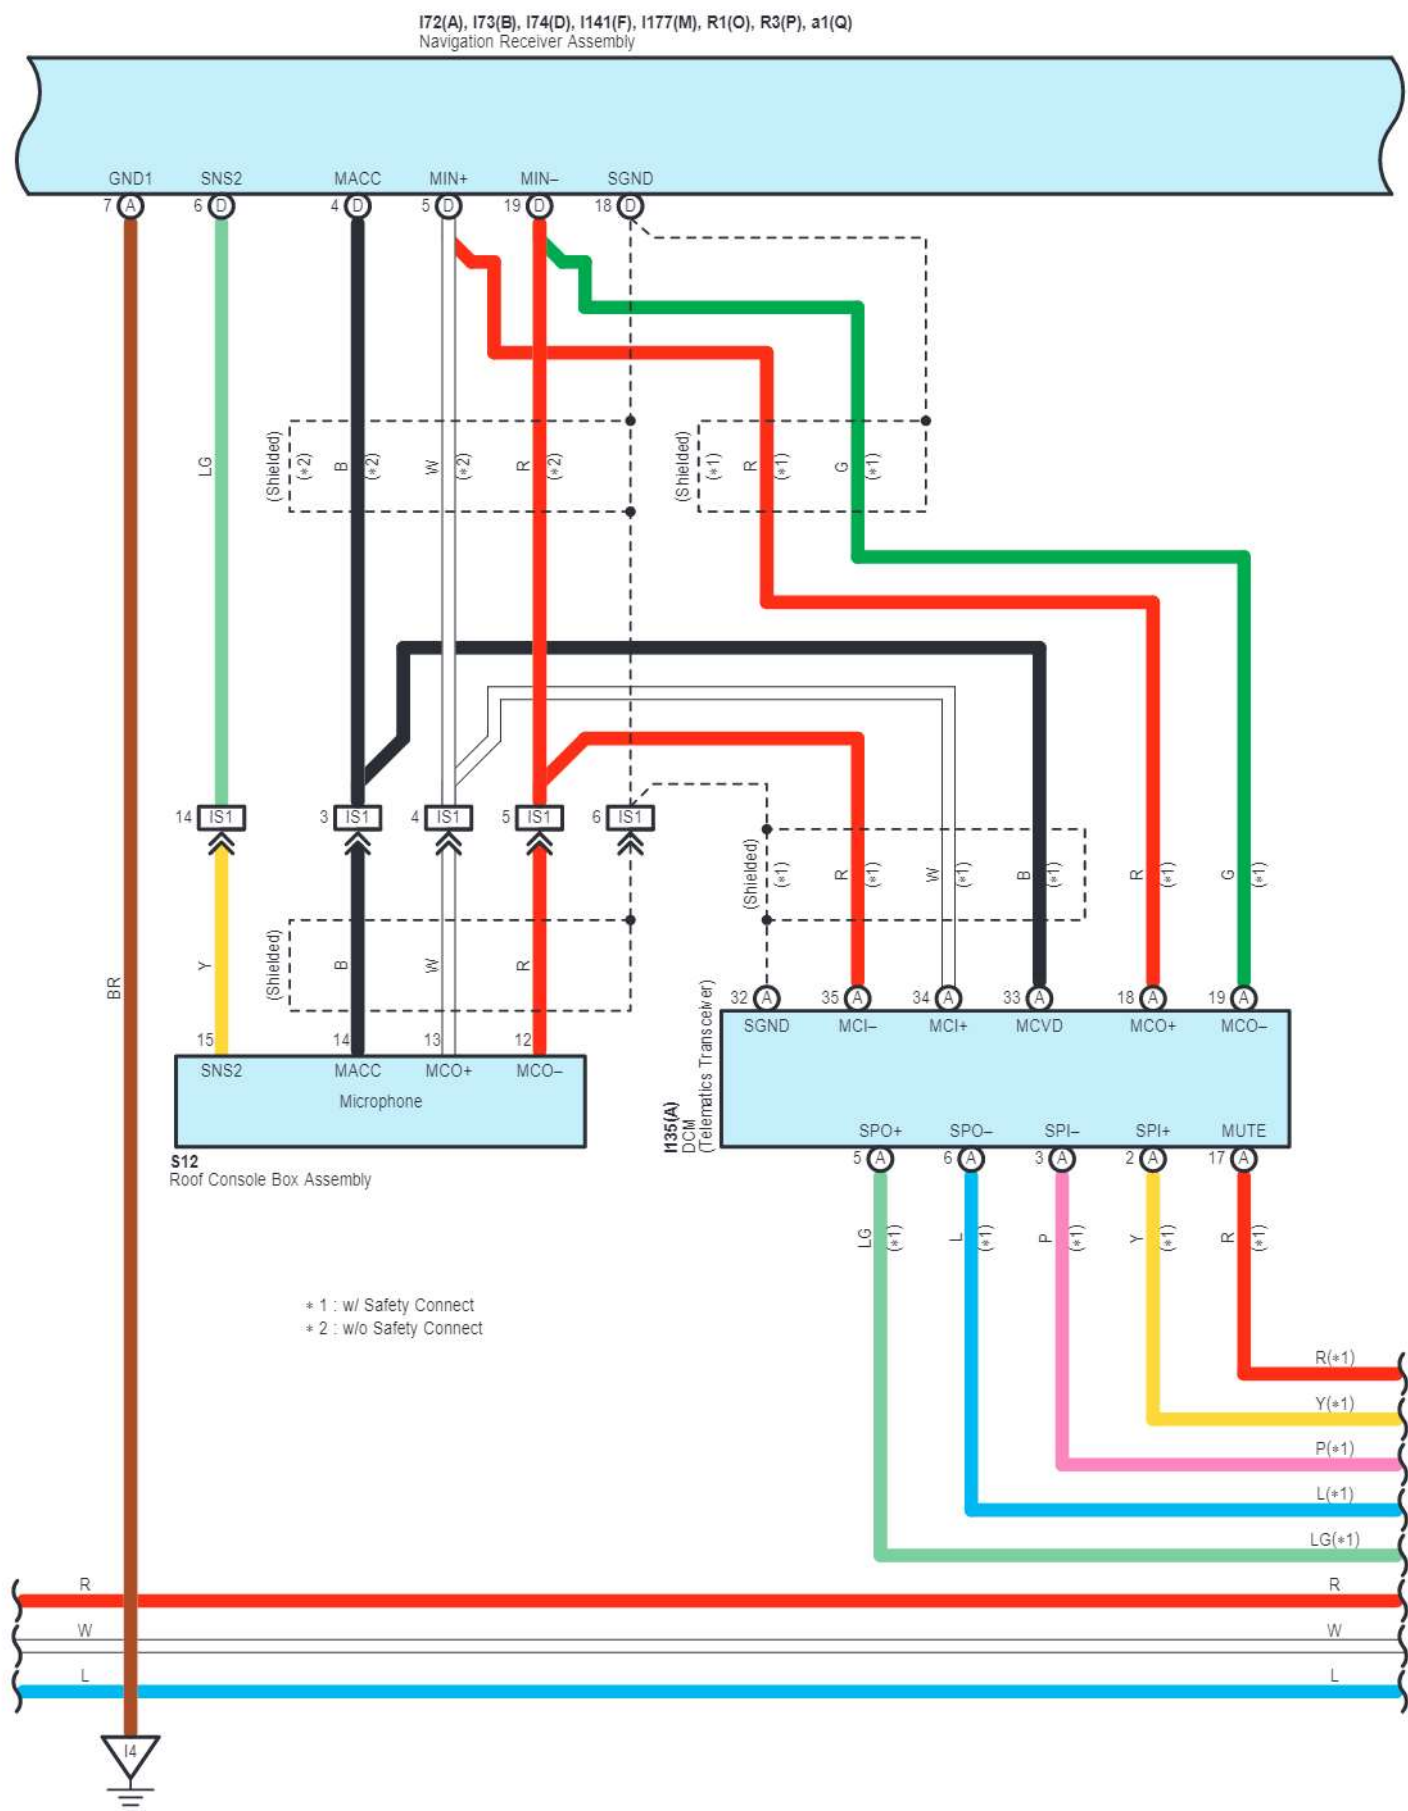 I72(A), I73(B), I74(D), I141(F), I177(M), R1(O), R3(P), a1(Q)
Navigation Receiver Assembly
GND1 SNS2 MACC MIN+ MIN− SGND
7 A 6 D 4 D 5 D 19 D 18 D
(Shielded) (∗2) B (∗2) W (∗2) R (∗2) (Shielded) (∗1) R (∗1) G (∗1)
LG
14 IS1 3 IS1 4 IS1 5 IS1 6 IS1
(Shielded) (∗1) R (∗1) W (∗1) B (∗1) R (∗1) G (∗1)
BR Y (Shielded) B W R
32 A 35 A 34 A 33 A 18 A 19 A
SGND MCI− MCI+ MCVD MCO+ MCO−
15 14 13 12
SNS2 MACC MCO+ MCO−
Microphone
S12
Roof Console Box Assembly
I135(A)
DCM
(Telematics Transceiver)
SPO+ SPO− SPI− SPI+ MUTE
5 A 6 A 3 A 2 A 17 A
LG (∗1) L (∗1) P (∗1) Y (∗1) R (∗1)
∗ 1 : w/ Safety Connect
∗ 2 : w/o Safety Connect
R(∗1)
Y(∗1)
P(∗1)
L(∗1)
LG(∗1)
R R
W W
L L
I4